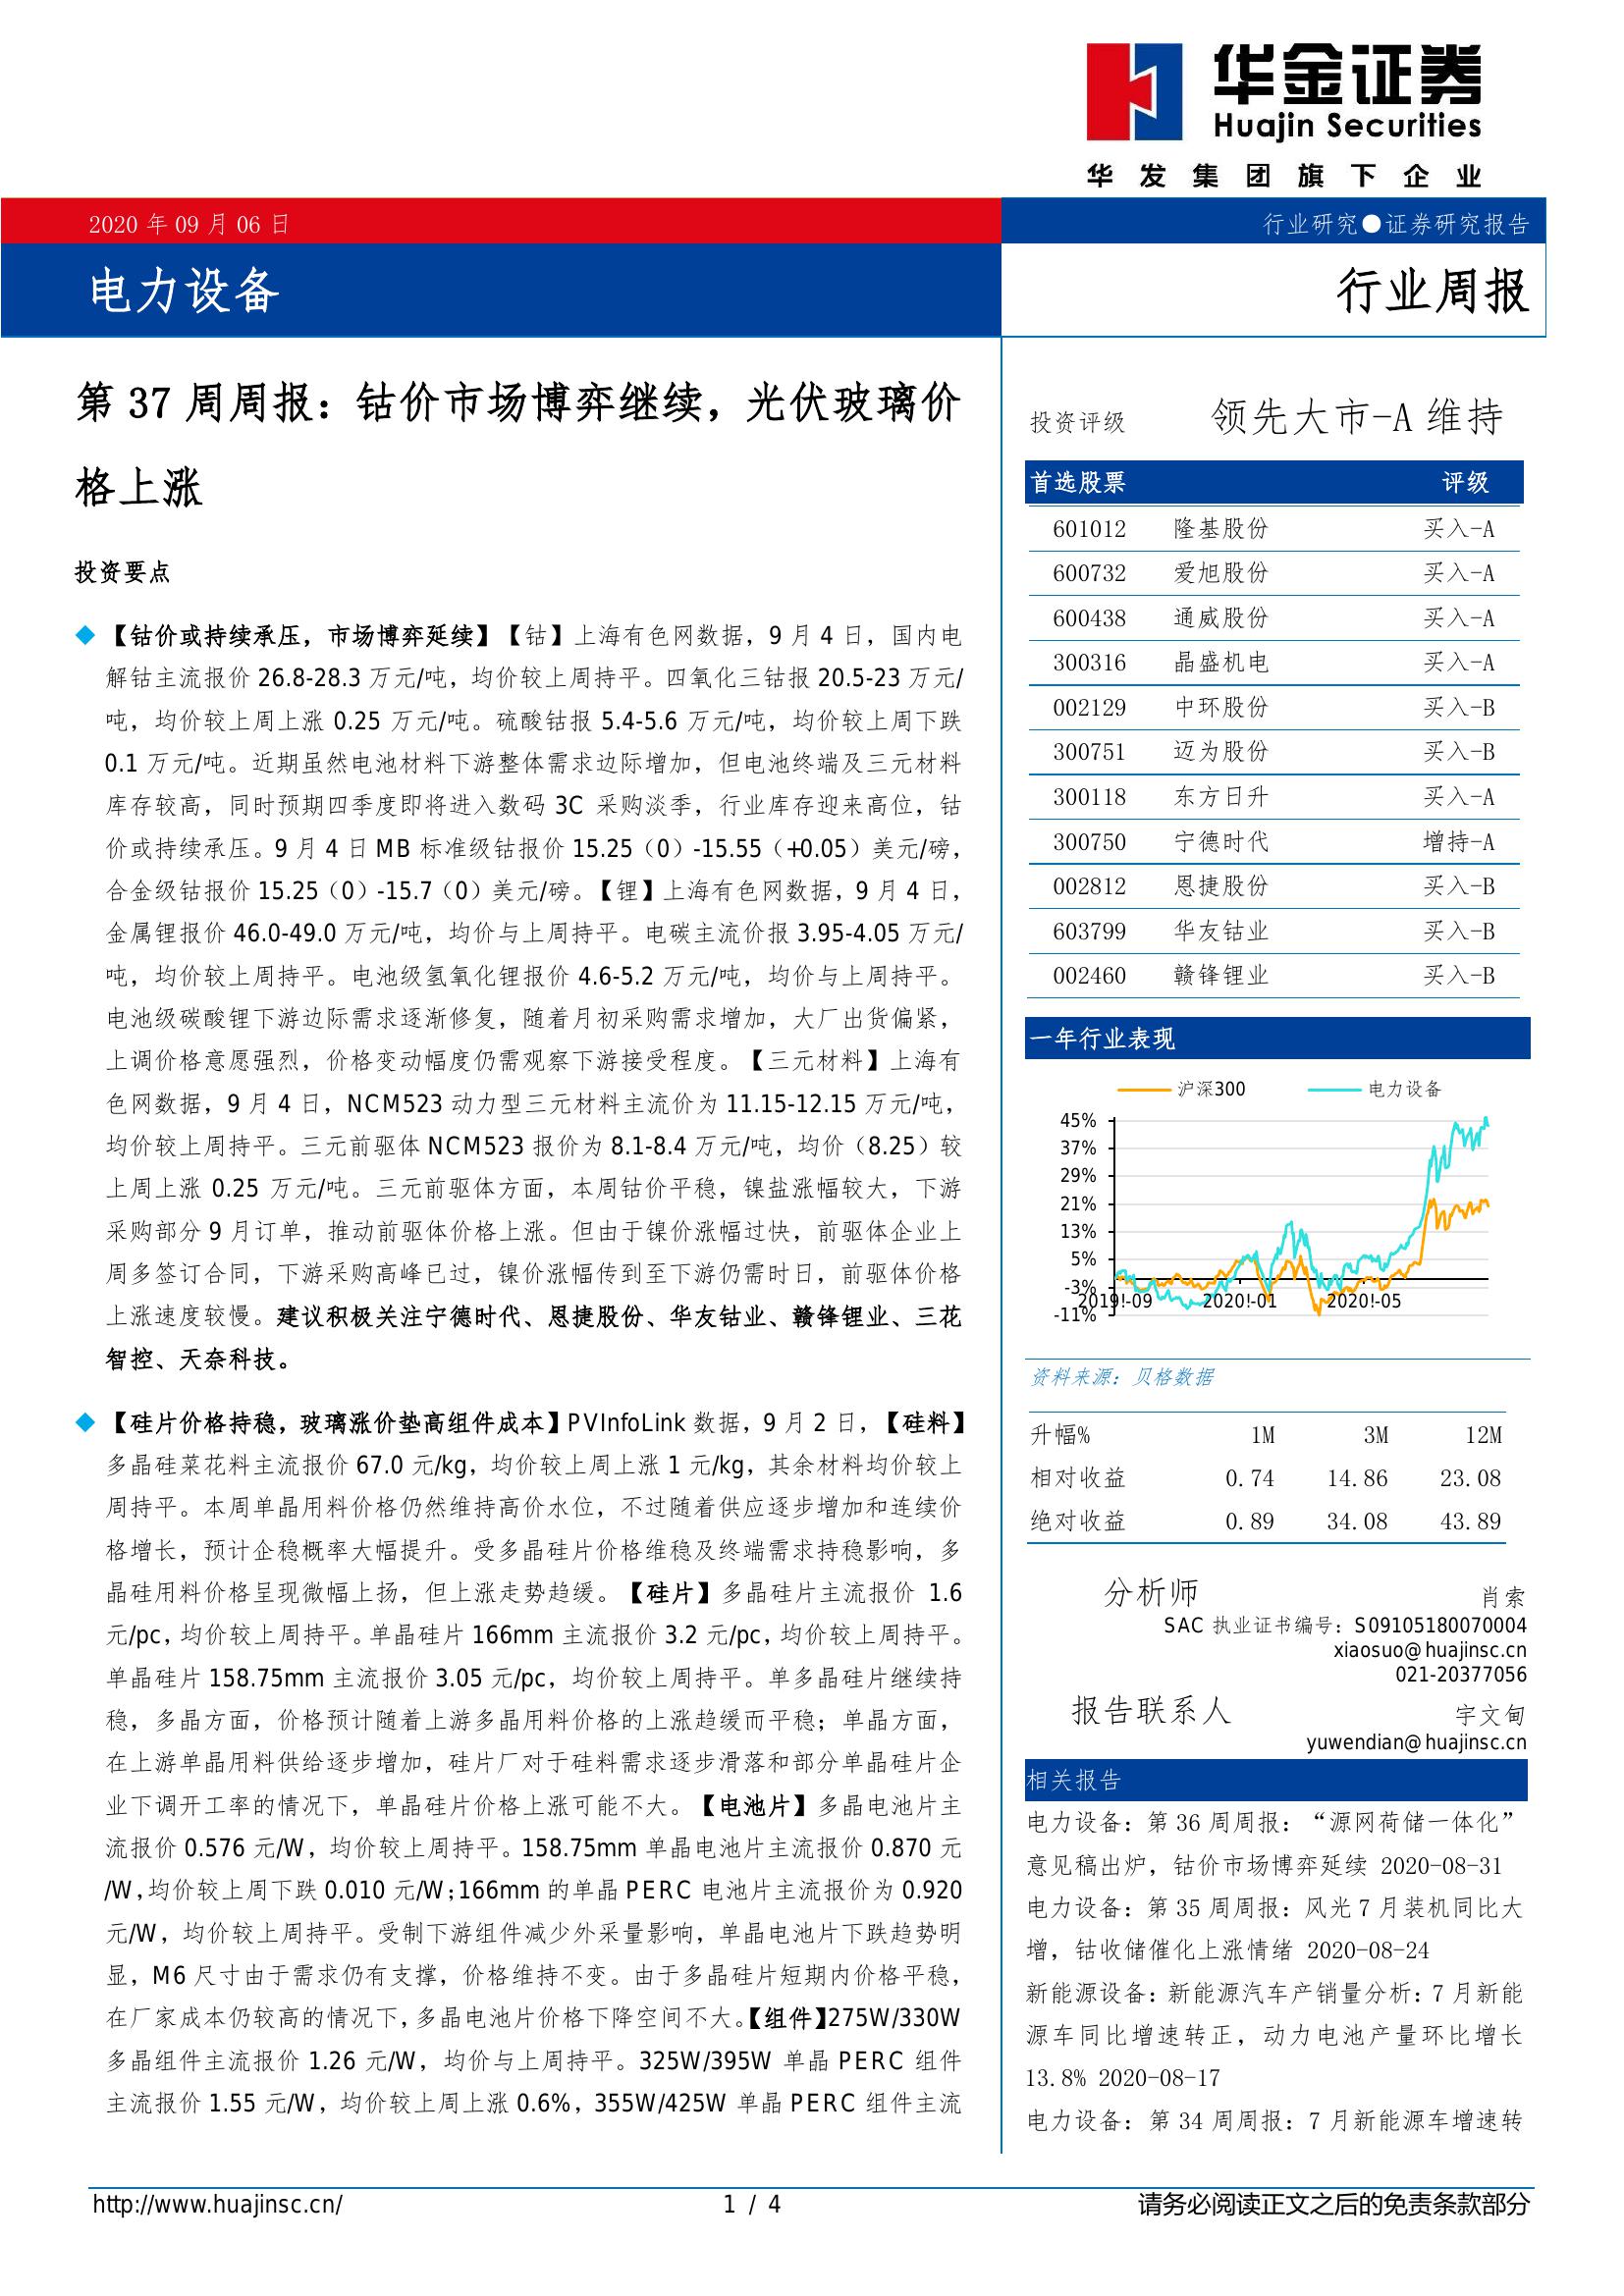 华金证券
Huajin Securities
华发集团旗下企业
2020 年 09 月 06 日
行业研究●证券研究报告
电力设备
行业周报
第 37 周周报：钴价市场博弈继续，光伏玻璃价
格上涨
投资要点
◆ 【钴价或持续承压，市场博弈延续】【钴】上海有色网数据，9 月 4 日，国内电
解钴主流报价 26.8-28.3 万元/吨，均价较上周持平。四氧化三钴报 20.5-23 万元/
吨，均价较上周上涨 0.25 万元/吨。硫酸钴报 5.4-5.6 万元/吨，均价较上周下跌
0.1 万元/吨。近期虽然电池材料下游整体需求边际增加，但电池终端及三元材料
库存较高，同时预期四季度即将进入数码 3C 采购淡季，行业库存迎来高位，钴
价或持续承压。9 月 4 日 MB 标准级钴报价 15.25（0）-15.55（+0.05）美元/磅，
合金级钴报价 15.25（0）-15.7（0）美元/磅。【锂】上海有色网数据，9 月 4 日，
金属锂报价 46.0-49.0 万元/吨，均价与上周持平。电碳主流价报 3.95-4.05 万元/
吨，均价较上周持平。电池级氢氧化锂报价 4.6-5.2 万元/吨，均价与上周持平。
电池级碳酸锂下游边际需求逐渐修复，随着月初采购需求增加，大厂出货偏紧，
上调价格意愿强烈，价格变动幅度仍需观察下游接受程度。【三元材料】上海有
色网数据，9 月 4 日，NCM523 动力型三元材料主流价为 11.15-12.15 万元/吨，
均价较上周持平。三元前驱体 NCM523 报价为 8.1-8.4 万元/吨，均价（8.25）较
上周上涨 0.25 万元/吨。三元前驱体方面，本周钴价平稳，镍盐涨幅较大，下游
采购部分 9 月订单，推动前驱体价格上涨。但由于镍价涨幅过快，前驱体企业上
周多签订合同，下游采购高峰已过，镍价涨幅传到至下游仍需时日，前驱体价格
上涨速度较慢。建议积极关注宁德时代、恩捷股份、华友钴业、赣锋锂业、三花
智控、天奈科技。
◆ 【硅片价格持稳，玻璃涨价垫高组件成本】PVInfoLink 数据，9 月 2 日，【硅料】
多晶硅菜花料主流报价 67.0 元/kg，均价较上周上涨 1 元/kg，其余材料均价较上
周持平。本周单晶用料价格仍然维持高价水位，不过随着供应逐步增加和连续价
格增长，预计企稳概率大幅提升。受多晶硅片价格维稳及终端需求持稳影响，多
晶硅用料价格呈现微幅上扬，但上涨走势趋缓。【硅片】多晶硅片主流报价 1.6
元/pc，均价较上周持平。单晶硅片 166mm 主流报价 3.2 元/pc，均价较上周持平。
单晶硅片 158.75mm 主流报价 3.05 元/pc，均价较上周持平。单多晶硅片继续持
稳，多晶方面，价格预计随着上游多晶用料价格的上涨趋缓而平稳；单晶方面，
在上游单晶用料供给逐步增加，硅片厂对于硅料需求逐步滑落和部分单晶硅片企
业下调开工率的情况下，单晶硅片价格上涨可能不大。【电池片】多晶电池片主
流报价 0.576 元/W，均价较上周持平。158.75mm 单晶电池片主流报价 0.870 元
/W，均价较上周下跌 0.010 元/W；166mm 的单晶 PERC 电池片主流报价为 0.920
元/W，均价较上周持平。受制下游组件减少外采量影响，单晶电池片下跌趋势明
显，M6 尺寸由于需求仍有支撑，价格维持不变。由于多晶硅片短期内价格平稳，
在厂家成本仍较高的情况下，多晶电池片价格下降空间不大。【组件】275W/330W
多晶组件主流报价 1.26 元/W，均价与上周持平。325W/395W 单晶 PERC 组件
主流报价 1.55 元/W，均价较上周上涨 0.6%，355W/425W 单晶 PERC 组件主流
投资评级 领先大市-A 维持
首选股票 评级
601012 隆基股份 买入-A
600732 爱旭股份 买入-A
600438 通威股份 买入-A
300316 晶盛机电 买入-A
002129 中环股份 买入-B
300751 迈为股份 买入-B
300118 东方日升 买入-A
300750 宁德时代 增持-A
002812 恩捷股份 买入-B
603799 华友钴业 买入-B
002460 赣锋锂业 买入-B
一年行业表现
沪深300 电力设备
45%
37%
29%
21%
13%
5%
-3%
2019!-09 2020!-01 2020!-05
-11%
资料来源：贝格数据
升幅% 1M 3M 12M
相对收益 0.74 14.86 23.08
绝对收益 0.89 34.08 43.89
分析师 肖索
SAC 执业证书编号：S09105180070004
xiaosuo@huajinsc.cn
021-20377056
报告联系人 宇文甸
yuwendian@huajinsc.cn
相关报告
电力设备：第 36 周周报：“源网荷储一体化”
意见稿出炉，钴价市场博弈延续 2020-08-31
电力设备：第 35 周周报：风光 7 月装机同比大
增，钴收储催化上涨情绪 2020-08-24
新能源设备：新能源汽车产销量分析：7 月新能
源车同比增速转正，动力电池产量环比增长
13.8% 2020-08-17
电力设备：第 34 周周报：7 月新能源车增速转
http://www.huajinsc.cn/ 1 / 4 请务必阅读正文之后的免责条款部分